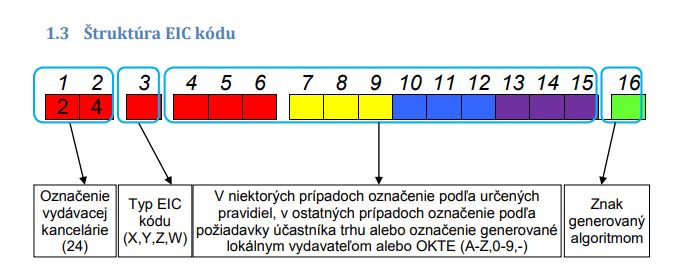 1.3 Štruktúra EIC kódu
1 2 3 4 5 6 7 8 9 10 11 12 13 14 15 16
2 4
Označenie
vydávacej
kancelárie
(24)
Typ EIC
kódu
(X,Y,Z,W)
V niektorých prípadoch označenie podľa určených
pravidiel, v ostatných prípadoch označenie podľa
požiadavky účastníka trhu alebo označenie generované
lokálnym vydavateľom alebo OKTE (A-Z,0-9,-)
Znak
generovaný
algoritmom